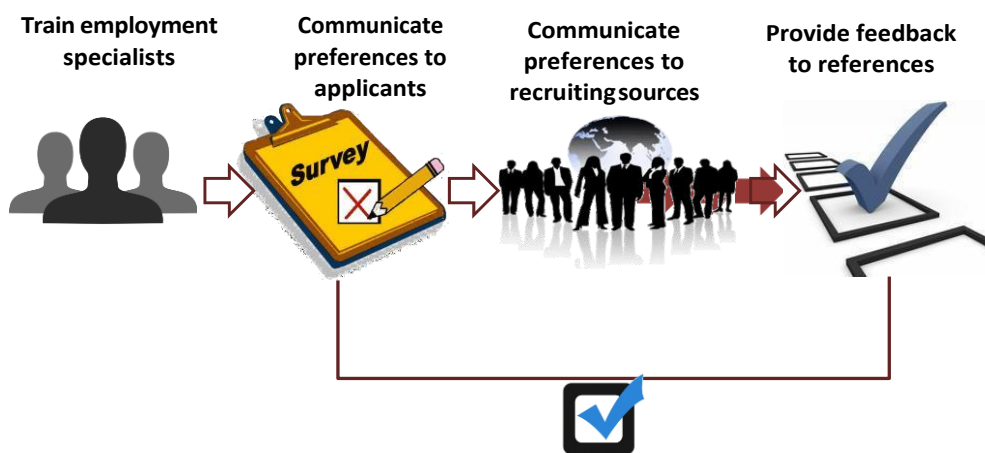 Train employment
specialists
Communicate
preferences to
applicants
Communicate
preferences to
recruiting sources
Provide feedback
to references
Survey